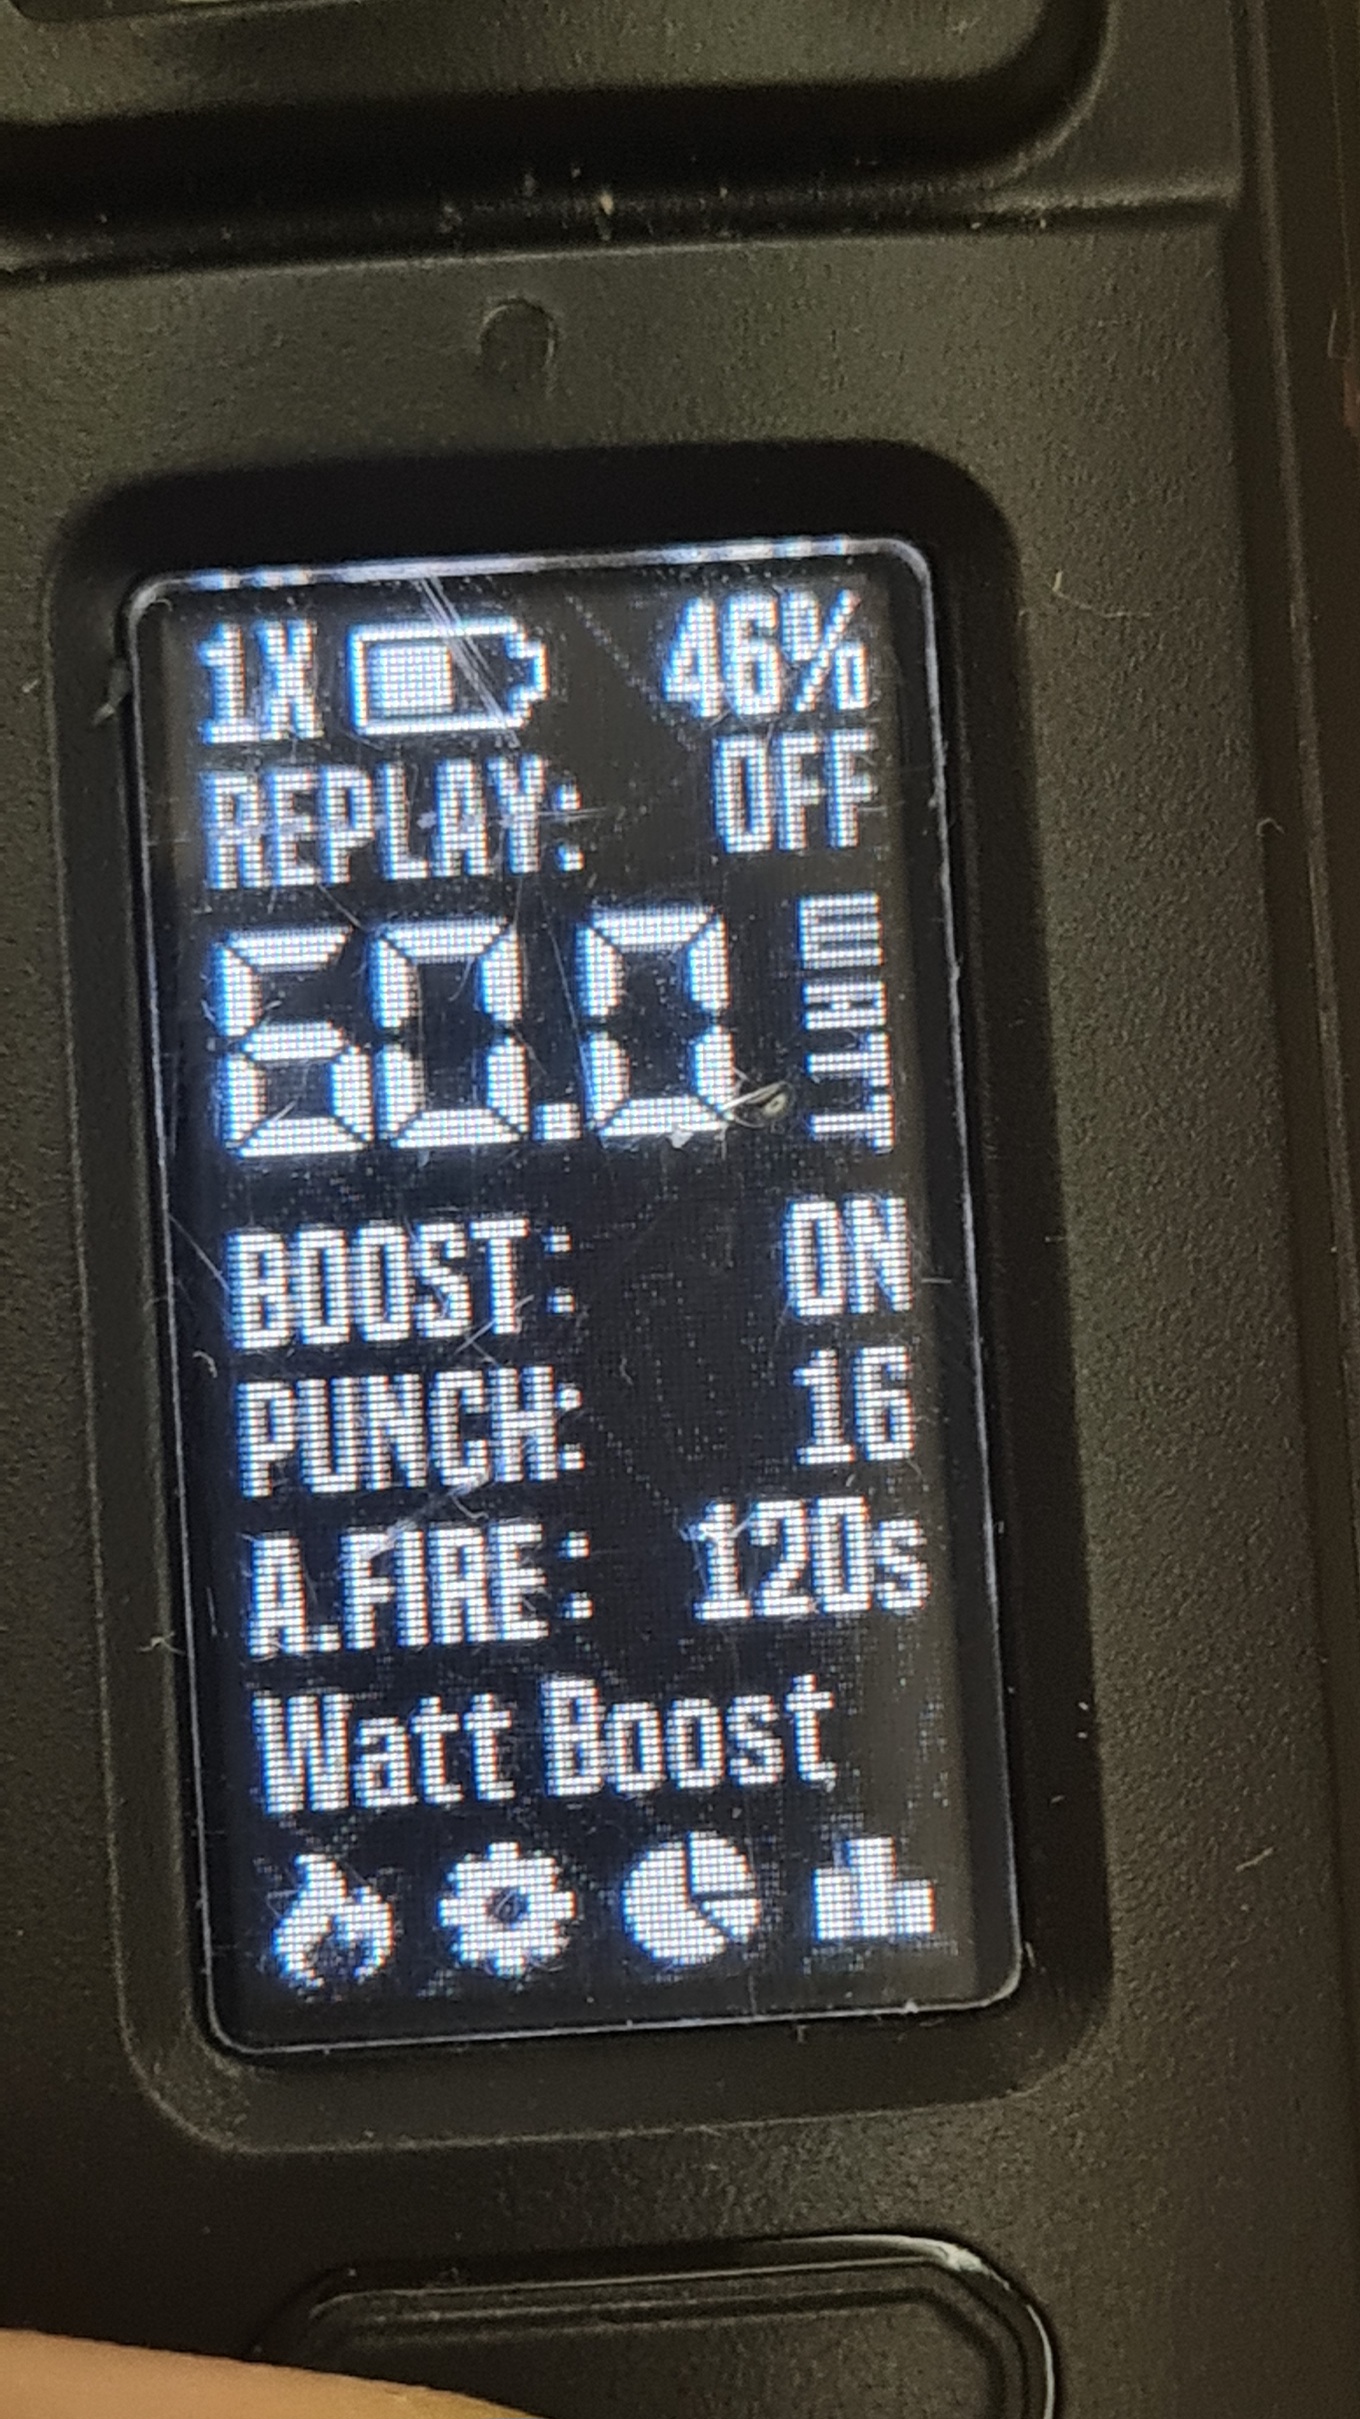 1X 46%
REPLAY: OFF
60.0 WATT
BOOST: ON
PUNCH: 16
A.FIRE: 120s
Watt Boost